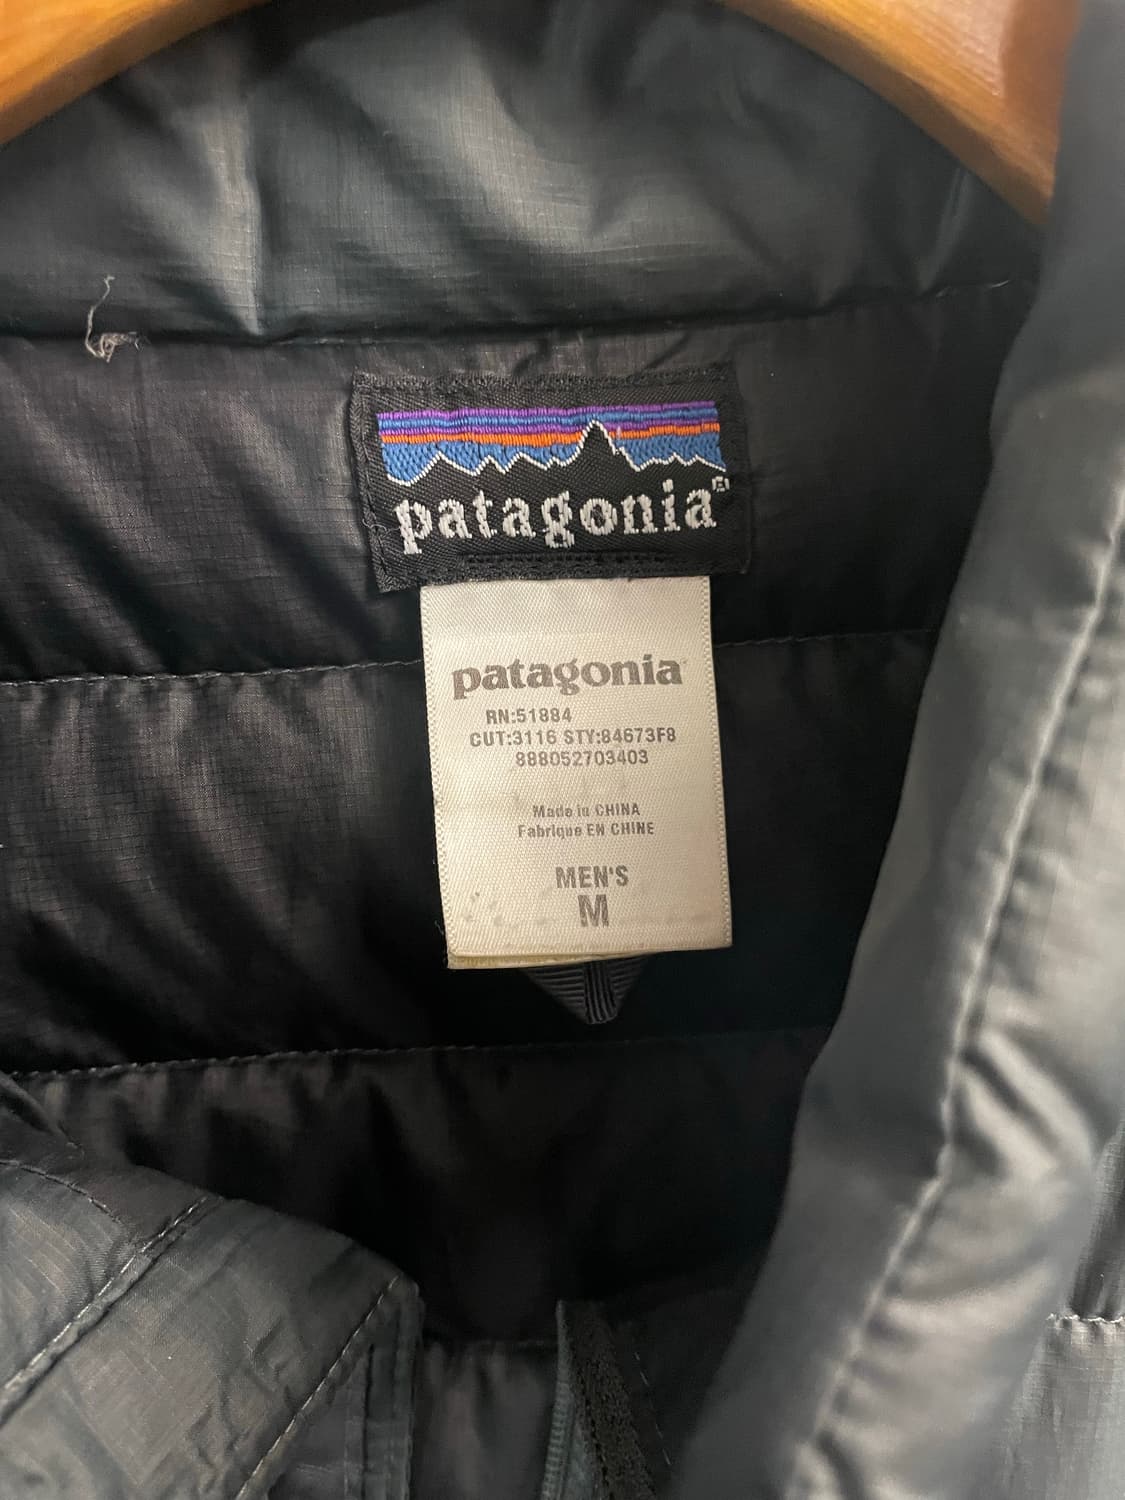 patagonia®
patagonia
RN:51884
CUT:3116 STY:84673F8
888052703403
Made in CHINA
Fabrique EN CHINE
MEN'S
M